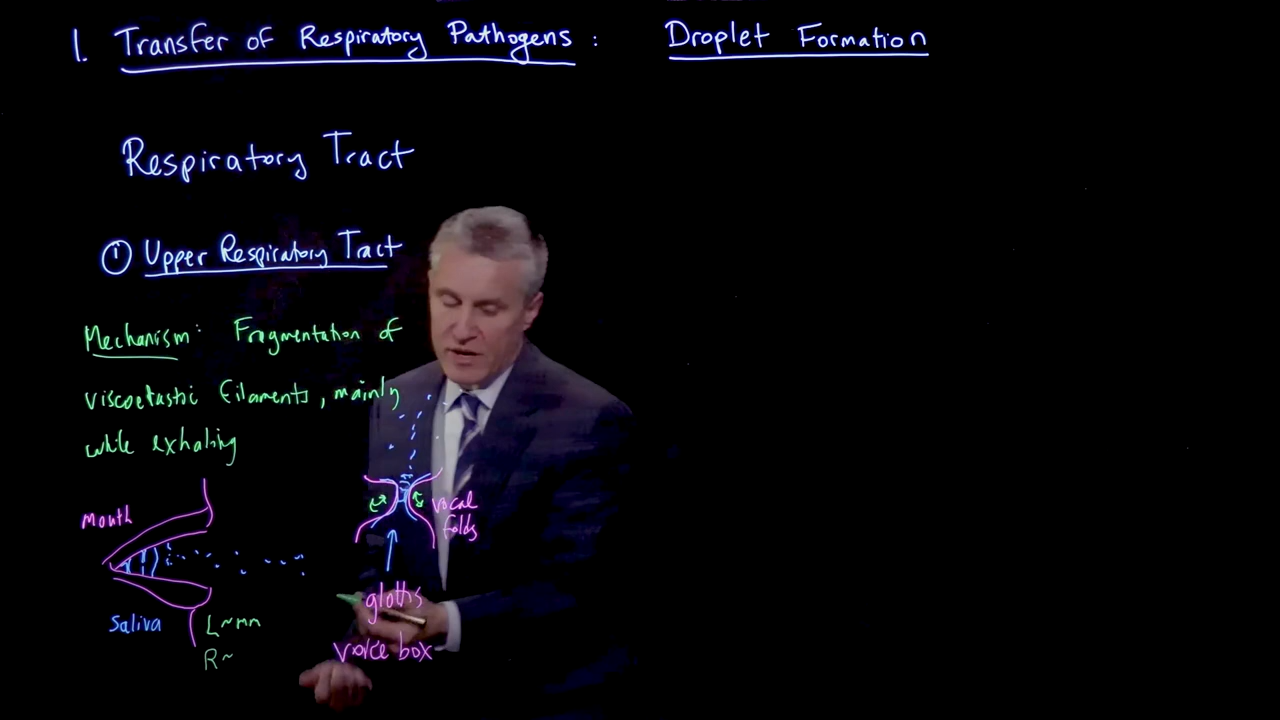 1. Transfer of Respiratory Pathogens : Droplet Formation
Respiratory Tract
① Upper Respiratory Tract
Mechanism: Fragmentation of
viscoelastic filaments, mainly
while exhaling
Mouth
vocal
folds
glottis
Saliva
L~mm
voice box
R~